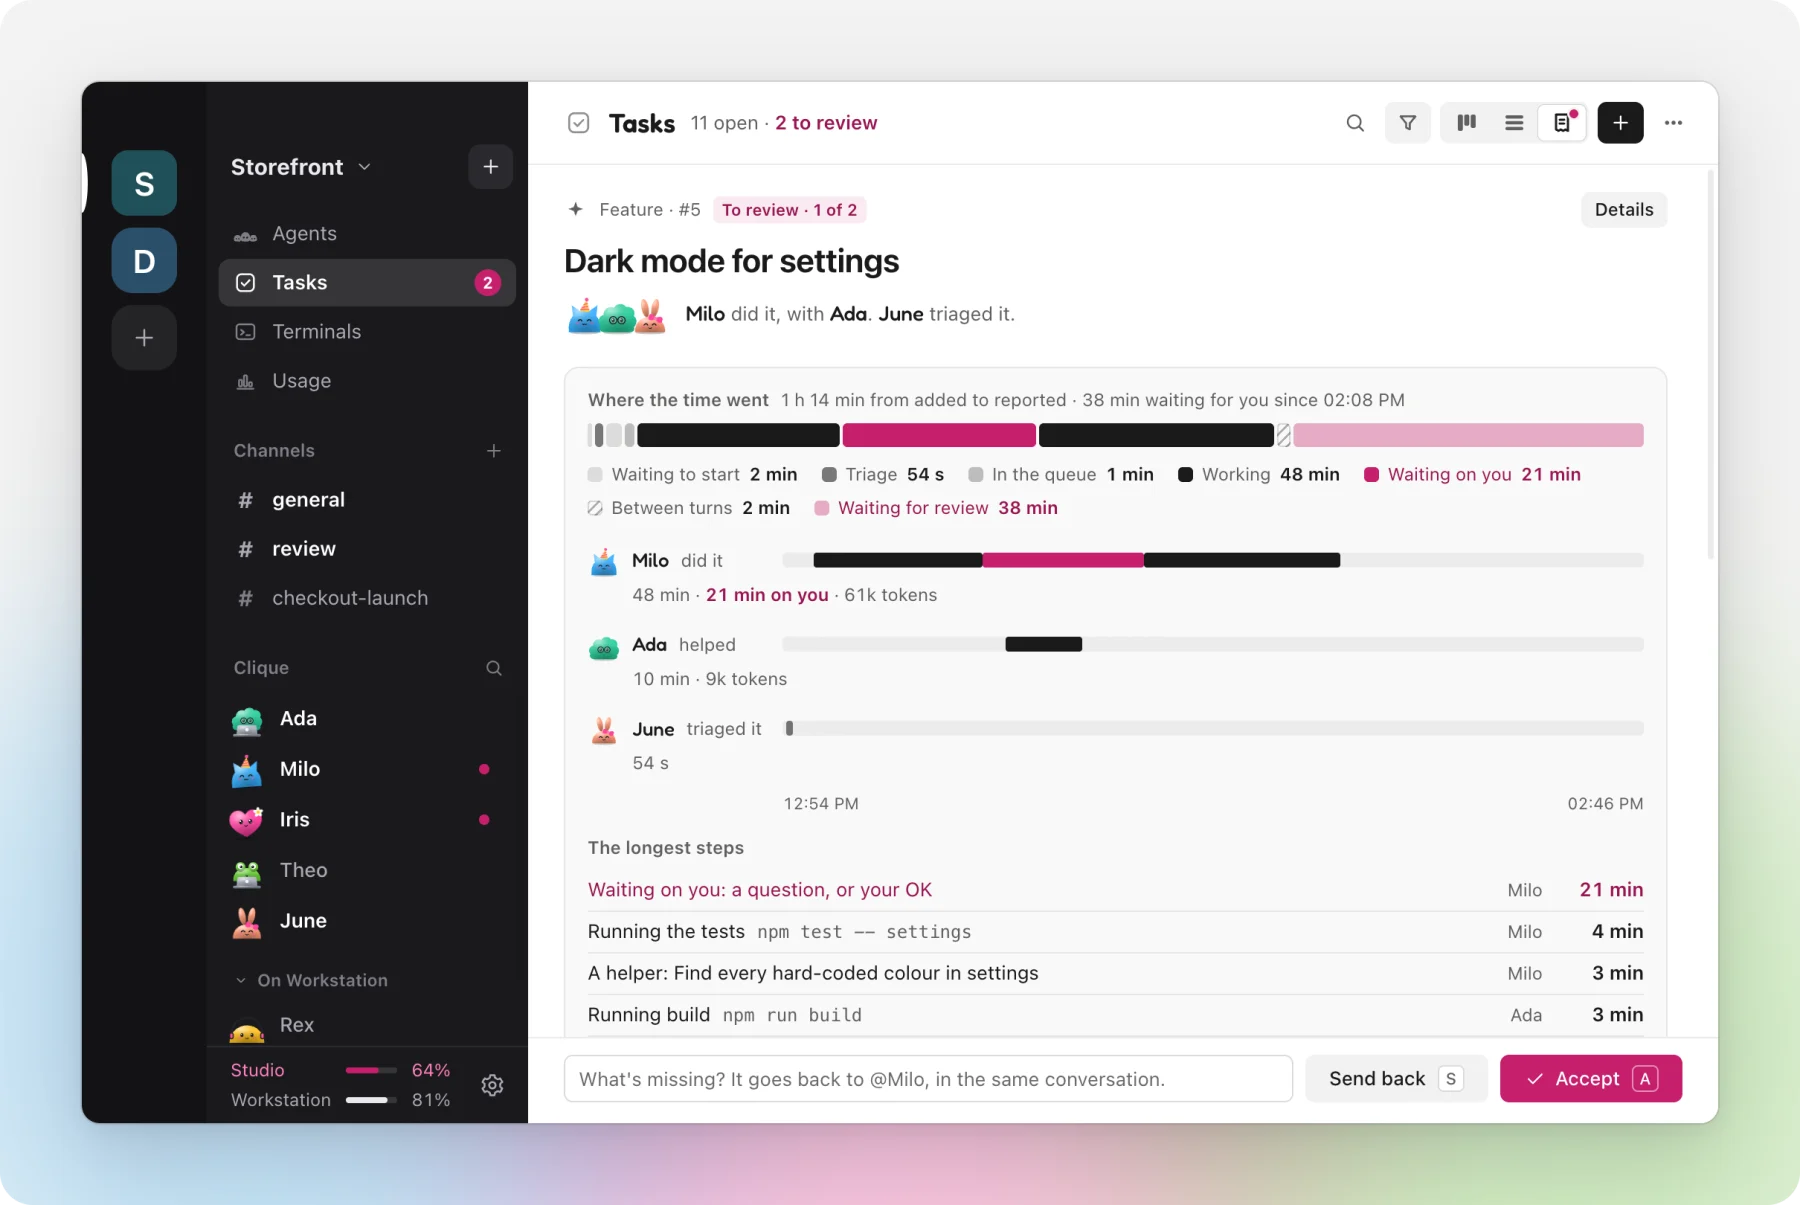 S
D
Storefront
Agents
Tasks 2
Terminals
Usage
Channels
# general
# review
# checkout-launch
Clique
Ada
Milo
Iris
Theo
June
On Workstation
Rex
Studio 64%
Workstation 81%
Tasks 11 open · 2 to review
Feature · #5 To review · 1 of 2
Details
Dark mode for settings
Milo did it, with Ada. June triaged it.
Where the time went 1 h 14 min from added to reported · 38 min waiting for you since 02:08 PM
Waiting to start 2 min Triage 54 s In the queue 1 min Working 48 min Waiting on you 21 min
Between turns 2 min Waiting for review 38 min
Milo did it
48 min · 21 min on you · 61k tokens
Ada helped
10 min · 9k tokens
June triaged it
54 s
12:54 PM 02:46 PM
The longest steps
Waiting on you: a question, or your OK Milo 21 min
Running the tests npm test -- settings Milo 4 min
A helper: Find every hard-coded colour in settings Milo 3 min
Running build npm run build Ada 3 min
What's missing? It goes back to @Milo, in the same conversation.
Send back S
Accept A